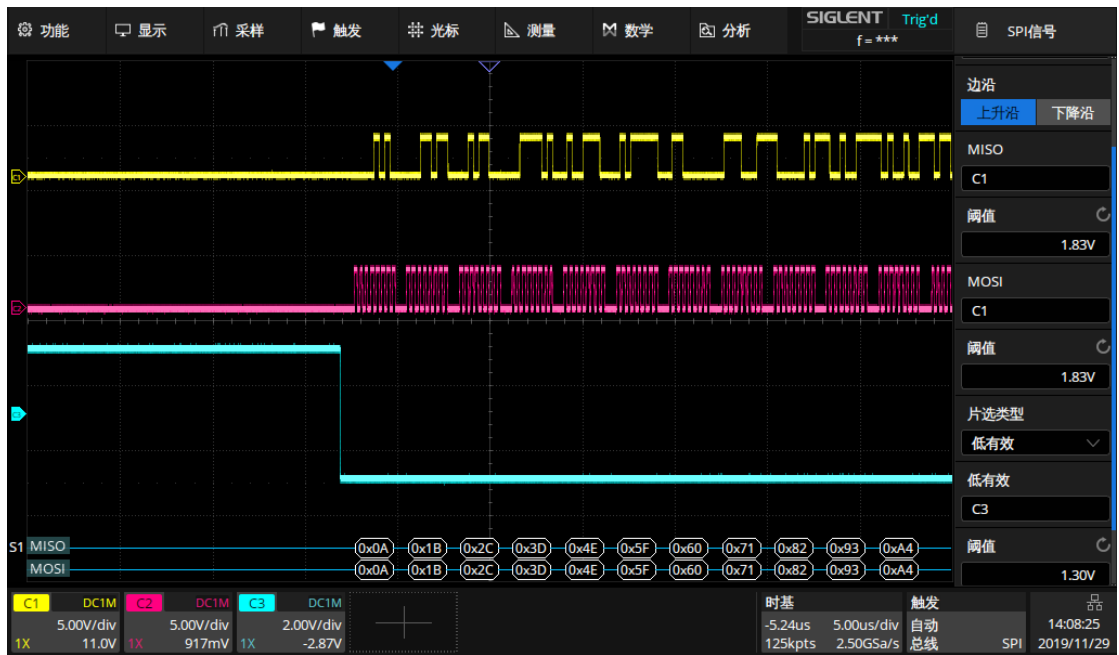 功能 显示 采样 触发 光标 测量 数学 分析 SIGLENT Trig'd SPI信号
f = ***
边沿
上升沿 下降沿
MISO
C1
阈值
1.83V
MOSI
C1
阈值
1.83V
片选类型
低有效
低有效
C3
阈值
1.30V
C1
C2
C3
S1 MISO 0x0A 0x1B 0x2C 0x3D 0x4E 0x5F 0x60 0x71 0x82 0x93 0xA4
MOSI 0x0A 0x1B 0x2C 0x3D 0x4E 0x5F 0x60 0x71 0x82 0x93 0xA4
C1 DC1M C2 DC1M C3 DC1M 时基 触发
5.00V/div 5.00V/div 2.00V/div -5.24us 5.00us/div 自动 14:08:25
1X 11.0V 1X 917mV 1X -2.87V 125kpts 2.50GSa/s 总线 SPI 2019/11/29